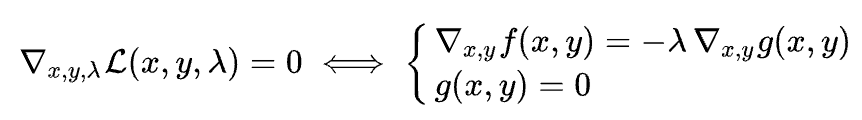 ∇x,y,λ ℒ(x, y, λ) = 0 ⟺ { ∇x,y f(x, y) = −λ ∇x,y g(x, y)
g(x, y) = 0